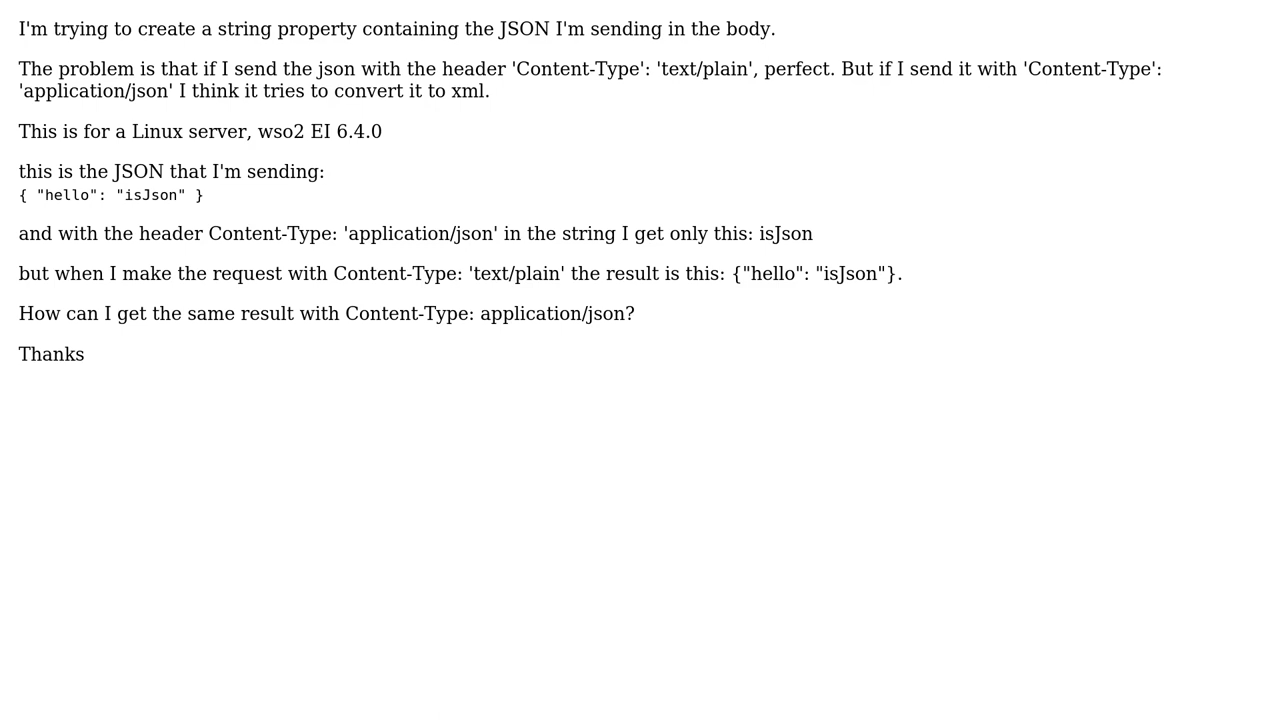 I'm trying to create a string property containing the JSON I'm sending in the body.
The problem is that if I send the json with the header 'Content-Type': 'text/plain', perfect. But if I send it with 'Content-Type':
'application/json' I think it tries to convert it to xml.
This is for a Linux server, wso2 EI 6.4.0
this is the JSON that I'm sending:
{ "hello": "isJson" }
and with the header Content-Type: 'application/json' in the string I get only this: isJson
but when I make the request with Content-Type: 'text/plain' the result is this: {"hello": "isJson"}.
How can I get the same result with Content-Type: application/json?
Thanks